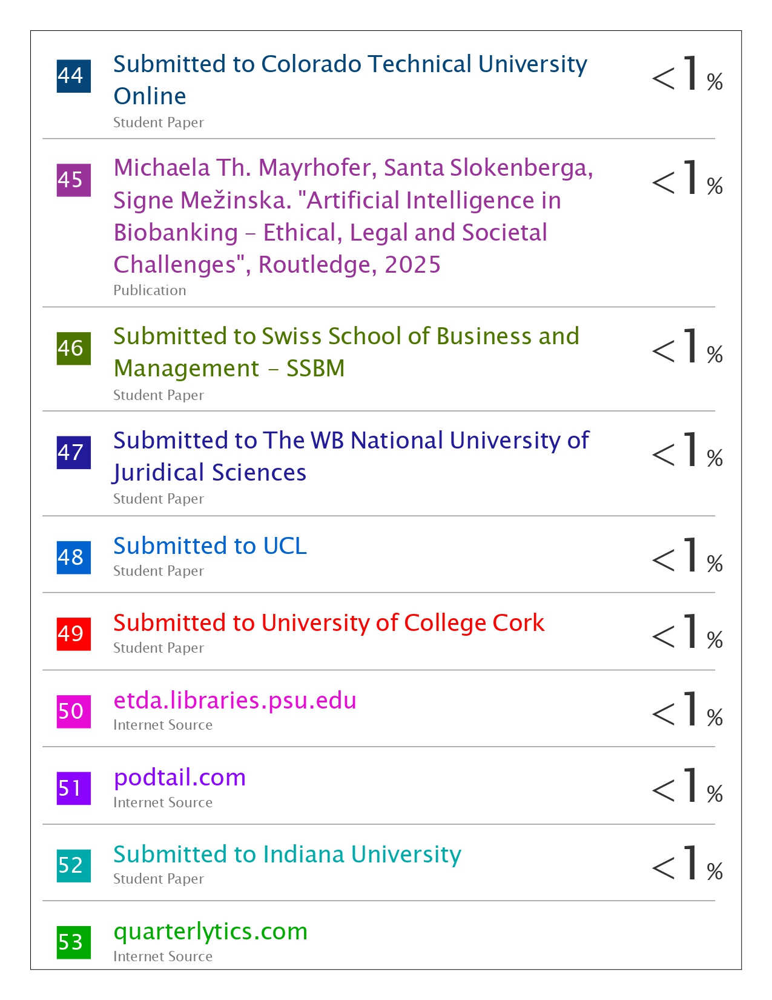 44
Submitted to Colorado Technical University
Online
Student Paper
<1%
45
Michaela Th. Mayrhofer, Santa Slokenberga,
Signe Mežinska. "Artificial Intelligence in
Biobanking – Ethical, Legal and Societal
Challenges", Routledge, 2025
Publication
<1%
46
Submitted to Swiss School of Business and
Management – SSBM
Student Paper
<1%
47
Submitted to The WB National University of
Juridical Sciences
Student Paper
<1%
48
Submitted to UCL
Student Paper
<1%
49
Submitted to University of College Cork
Student Paper
<1%
50
etda.libraries.psu.edu
Internet Source
<1%
51
podtail.com
Internet Source
<1%
52
Submitted to Indiana University
Student Paper
<1%
53
quarterlytics.com
Internet Source